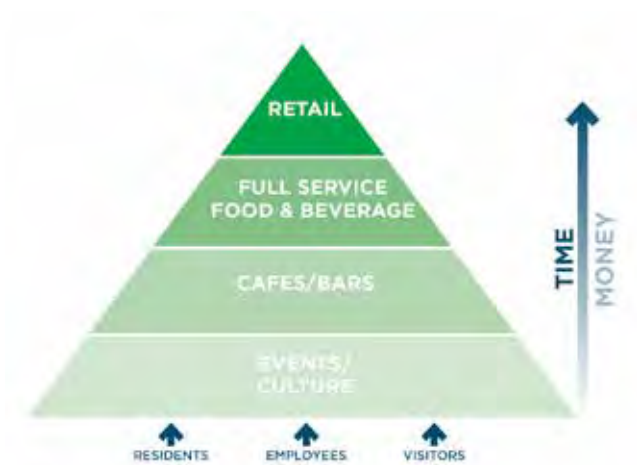 RETAIL
FULL SERVICE
FOOD & BEVERAGE
CAFES/BARS
EVENTS/
CULTURE
TIME
MONEY
RESIDENTS
EMPLOYEES
VISITORS